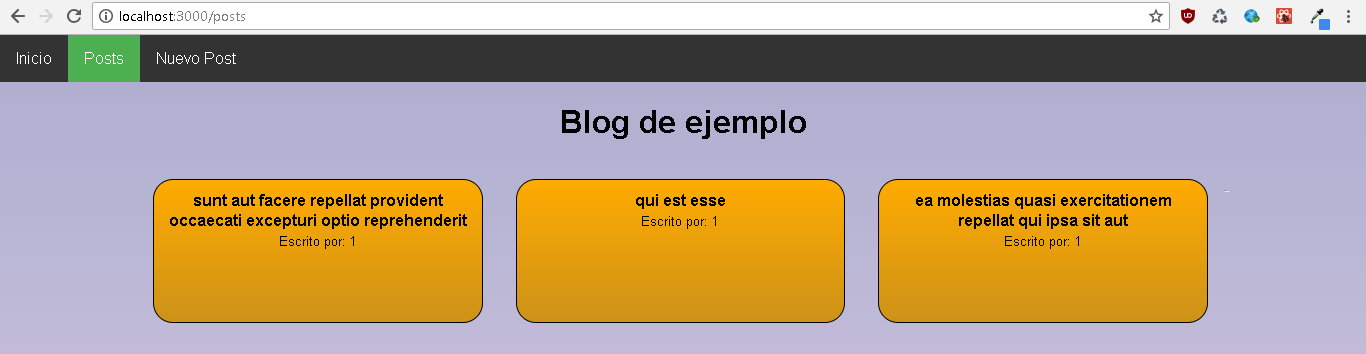 localhost:3000/posts
Inicio Posts Nuevo Post
Blog de ejemplo
sunt aut facere repellat provident
occaecati excepturi optio reprehenderit
Escrito por: 1
qui est esse
Escrito por: 1
ea molestias quasi exercitationem
repellat qui ipsa sit aut
Escrito por: 1